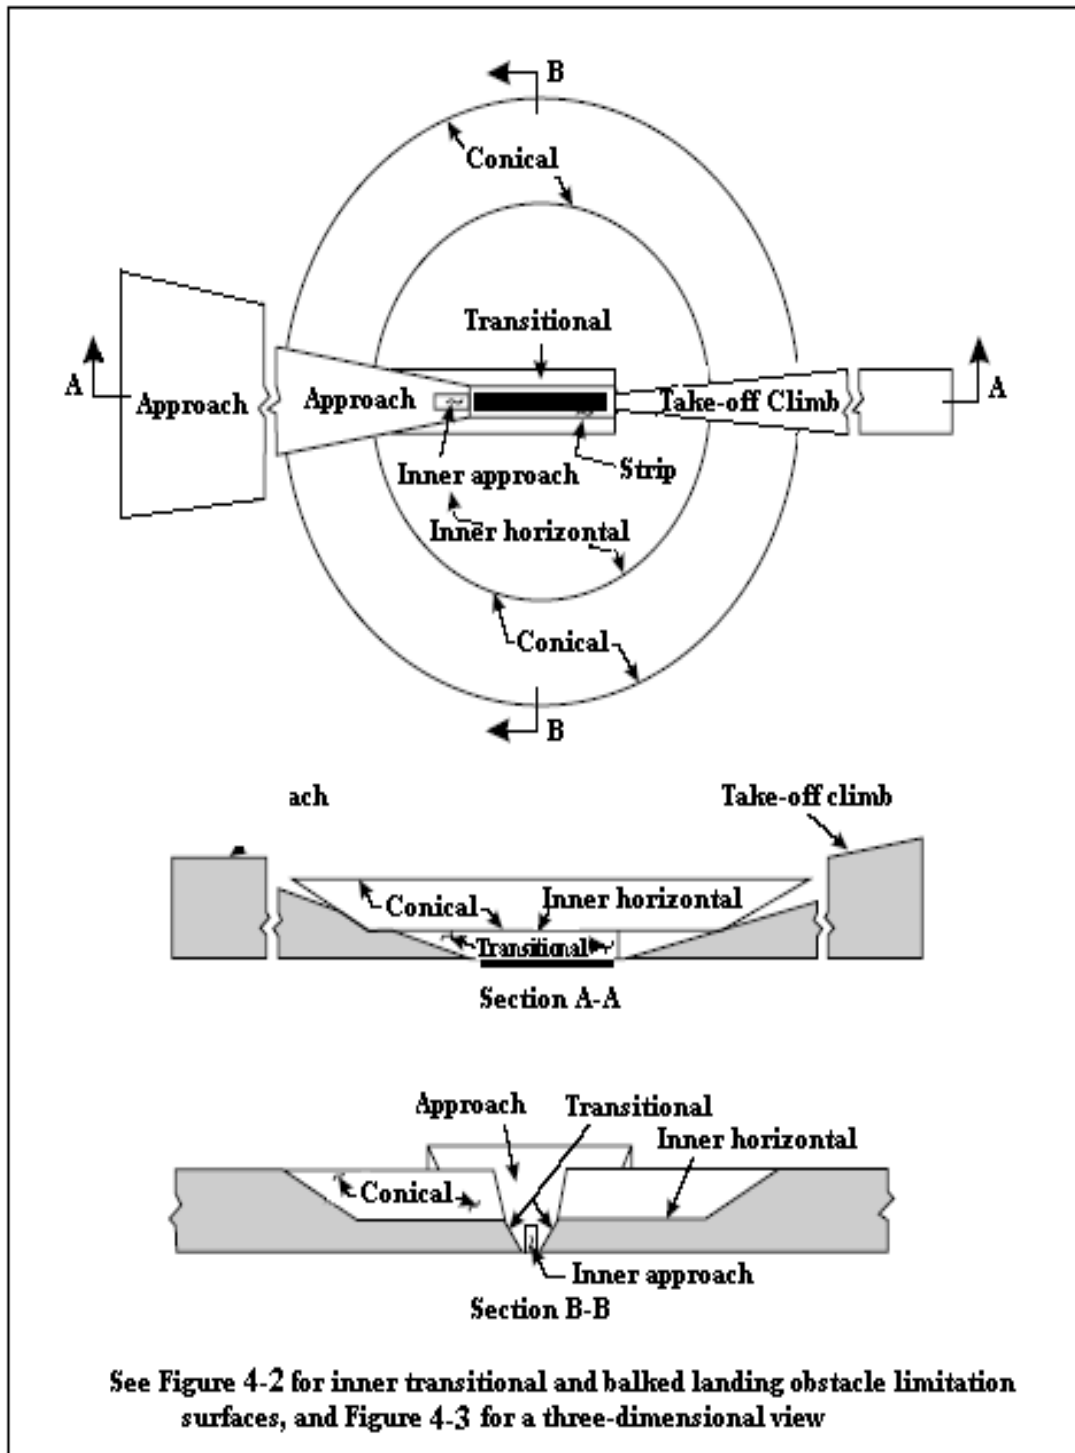 B
Conical
Transitional
A
A
Approach
Approach
Take-off Climb
Inner approach
Strip
Inner horizontal
Conical
B
ach
Take-off climb
Conical
Inner horizontal
Transitional
Section A-A
Approach
Transitional
Inner horizontal
Conical
Inner approach
Section B-B
See Figure 4-2 for inner transitional and balked landing obstacle limitation
surfaces, and Figure 4-3 for a three-dimensional view